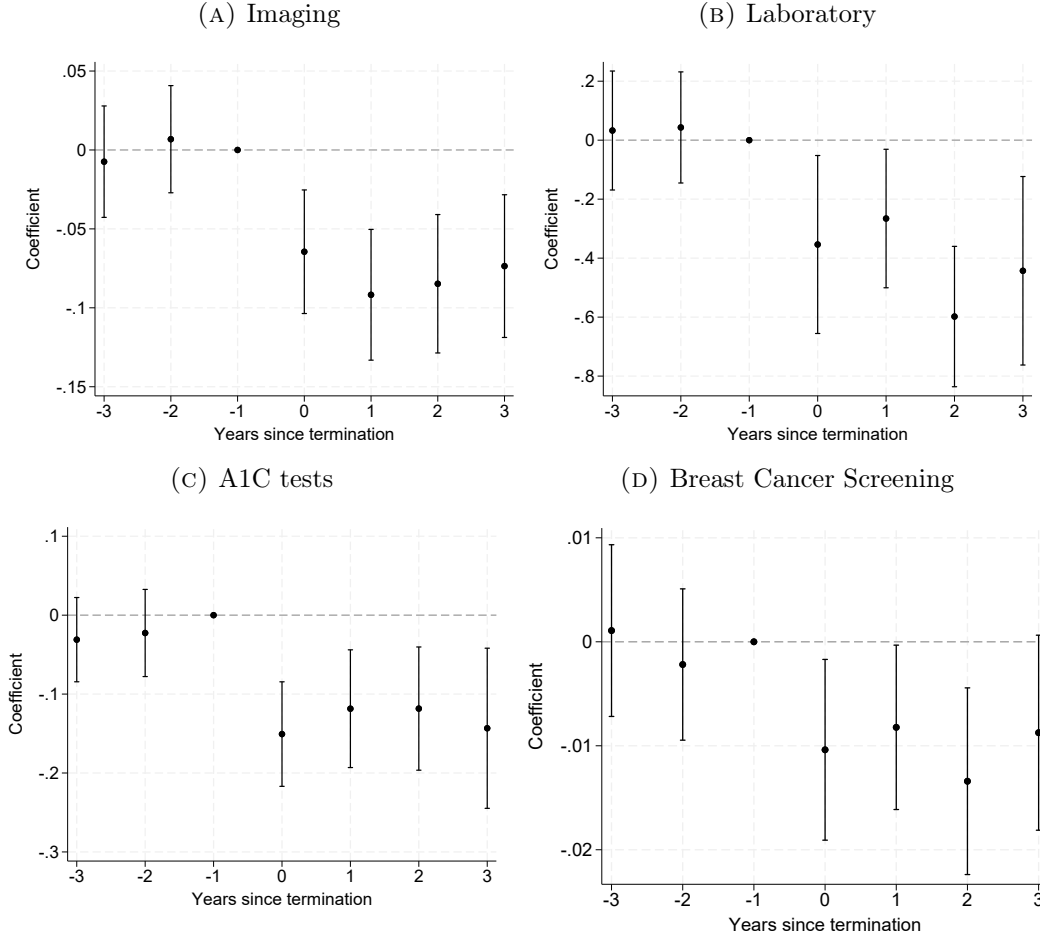 (A) Imaging
.05
0
-.05
-.1
-.15
Coefficient
-3 -2 -1 0 1 2 3
Years since termination
(B) Laboratory
.2
0
-.2
-.4
-.6
-.8
Coefficient
-3 -2 -1 0 1 2 3
Years since termination
(C) A1C tests
.1
0
-.1
-.2
-.3
Coefficient
-3 -2 -1 0 1 2 3
Years since termination
(D) Breast Cancer Screening
.01
0
-.01
-.02
Coefficient
-3 -2 -1 0 1 2 3
Years since termination